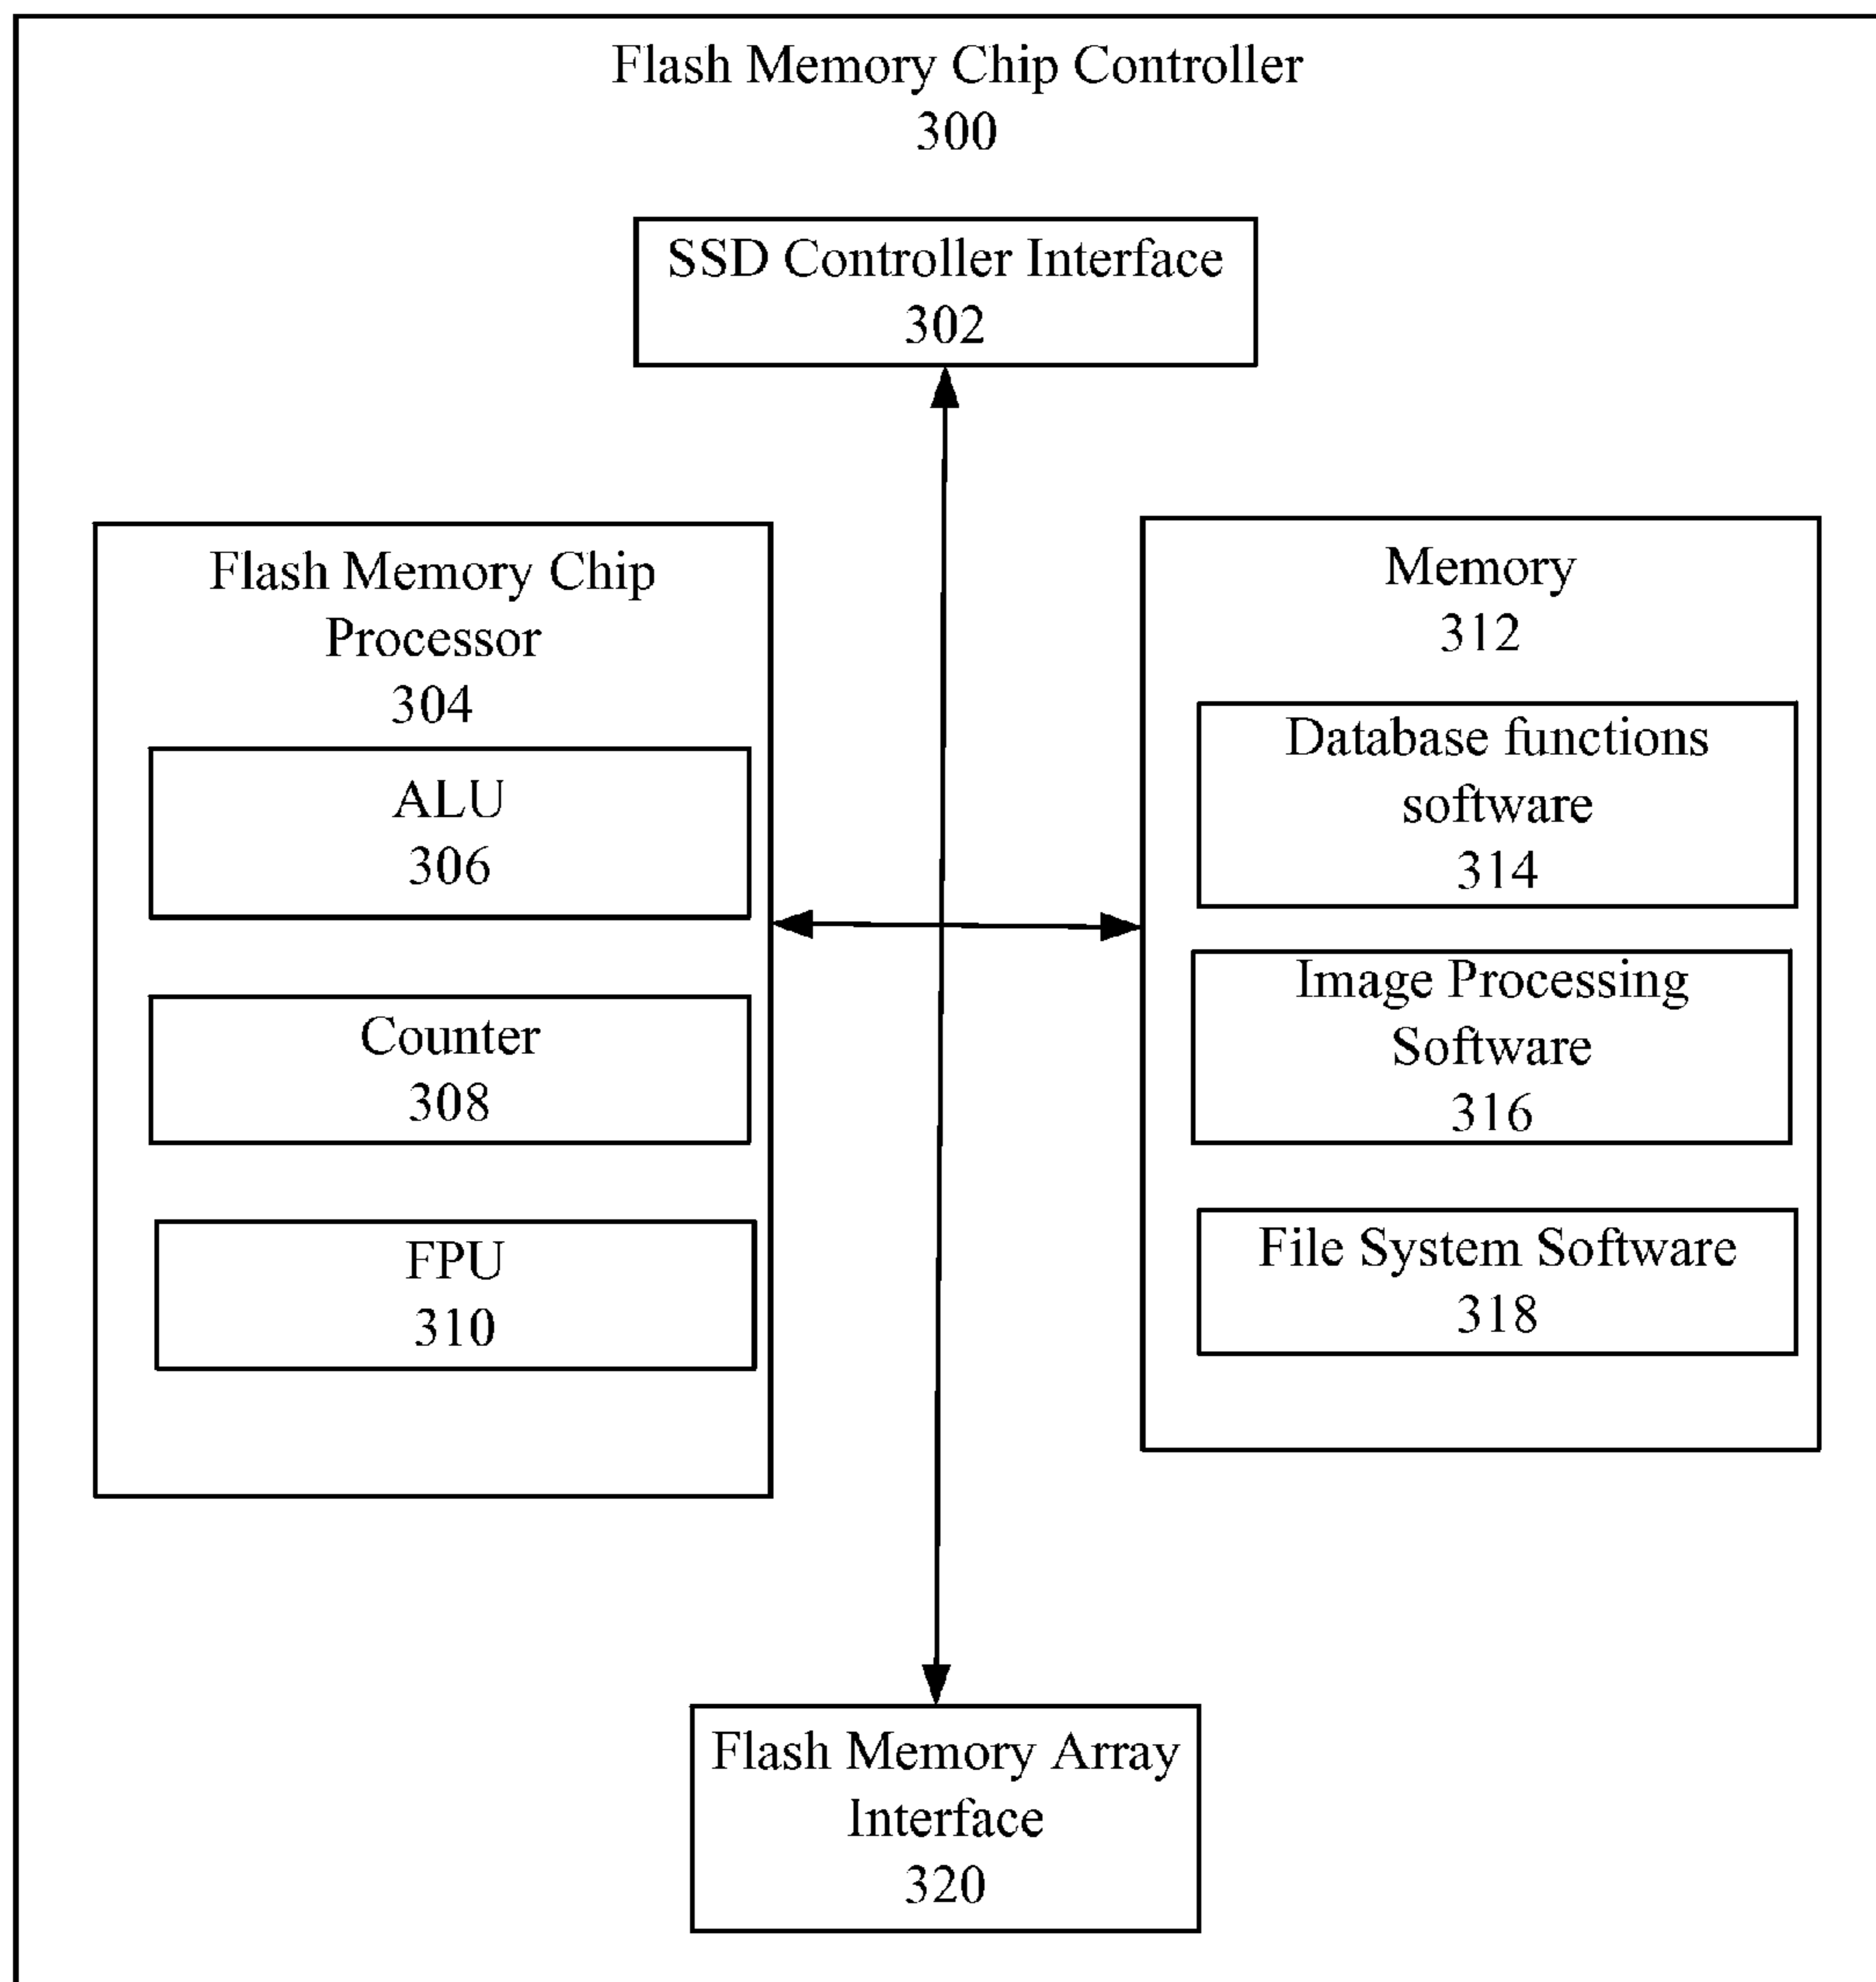 Flash Memory Chip Controller
300
SSD Controller Interface
302
Flash Memory Chip
Processor
304
ALU
306
Counter
308
FPU
310
Memory
312
Database functions
software
314
Image Processing
Software
316
File System Software
318
Flash Memory Array
Interface
320